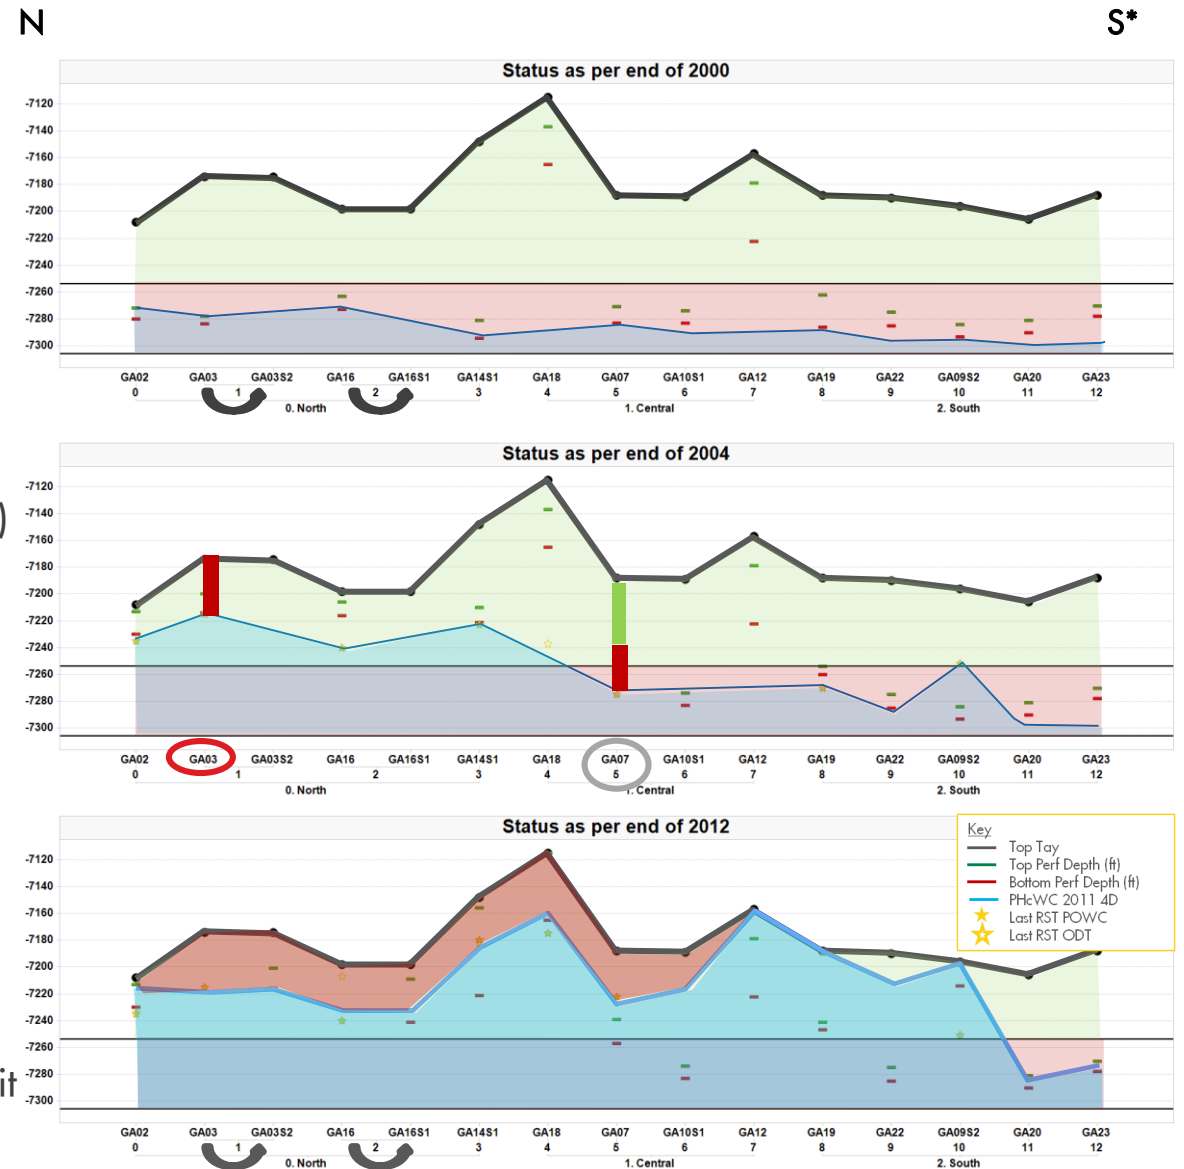 N S*
Status as per end of 2000
-7120
-7140
-7160
-7180
-7200
-7220
-7240
-7260
-7280
-7300
GA02 GA03 GA03S2 GA16 GA16S1 GA14S1 GA18 GA07 GA10S1 GA12 GA19 GA22 GA09S2 GA20 GA23
0 1 2 3 4 5 6 7 8 9 10 11 12
0. North 1. Central 2. South
Status as per end of 2004
-7120
-7140
-7160
-7180
-7200
-7220
-7240
-7260
-7280
-7300
)
GA02 GA03 GA03S2 GA16 GA16S1 GA14S1 GA18 GA07 GA10S1 GA12 GA19 GA22 GA09S2 GA20 GA23
0 1 2 3 4 5 6 7 8 9 10 11 12
0. North 1. Central 2. South
Status as per end of 2012
Key
Top Tay
Top Perf Depth (ft)
Bottom Perf Depth (ft)
PHcWC 2011 4D
Last RST POWC
Last RST ODT
-7120
-7140
-7160
-7180
-7200
-7220
-7240
-7260
-7280
-7300
it
GA02 GA03 GA03S2 GA16 GA16S1 GA14S1 GA18 GA07 GA10S1 GA12 GA19 GA22 GA09S2 GA20 GA23
0 1 2 3 4 5 6 7 8 9 10 11 12
0. North 1. Central 2. South